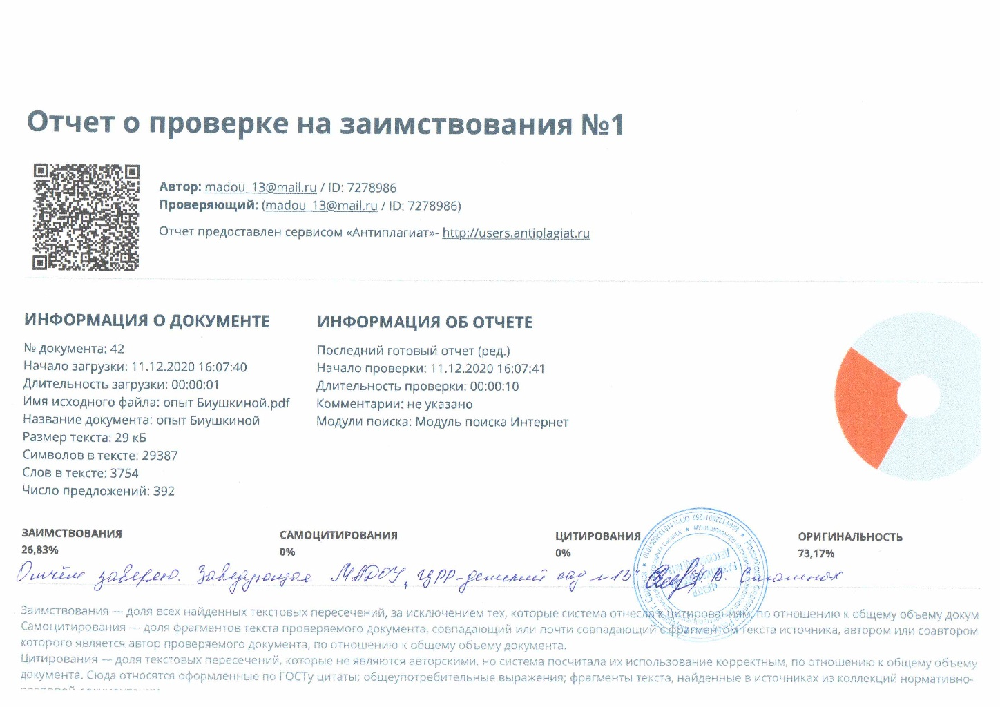 Отчет о проверке на заимствования №1
Автор: madou_13@mail.ru / ID: 7278986
Проверяющий: (madou_13@mail.ru / ID: 7278986)
Отчет предоставлен сервисом «Антиплагиат»- http://users.antiplagiat.ru
ИНФОРМАЦИЯ О ДОКУМЕНТЕ
№ документа: 42
Начало загрузки: 11.12.2020 16:07:40
Длительность загрузки: 00:00:01
Имя исходного файла: опыт Биушкиной.pdf
Название документа: опыт Биушкиной
Размер текста: 29 кБ
Символов в тексте: 29387
Слов в тексте: 3754
Число предложений: 392
ИНФОРМАЦИЯ ОБ ОТЧЕТЕ
Последний готовый отчет (ред.)
Начало проверки: 11.12.2020 16:07:41
Длительность проверки: 00:00:10
Комментарии: не указано
Модули поиска: Модуль поиска Интернет
ЗАИМСТВОВАНИЯ
26,83%
САМОЦИТИРОВАНИЯ
0%
ЦИТИРОВАНИЯ
0%
ОРИГИНАЛЬНОСТЬ
73,17%
Отчёт заверено. Заведующая МАДОУ „ЦРР-детский сад №13"
Заимствования — доля всех найденных текстовых пересечений, за исключением тех, которые система отнесла к цитированиям, по отношению к общему объему докум
Самоцитирования — доля фрагментов текста проверяемого документа, совпадающий или почти совпадающий с фрагментом текста источника, автором или соавтором
которого является автор проверяемого документа, по отношению к общему объему документа.
Цитирования — доля текстовых пересечений, которые не являются авторскими, но система посчитала их использование корректным, по отношению к общему объему
документа. Сюда относятся оформленные по ГОСТу цитаты; общеупотребительные выражения; фрагменты текста, найденные в источниках из коллекций нормативно-